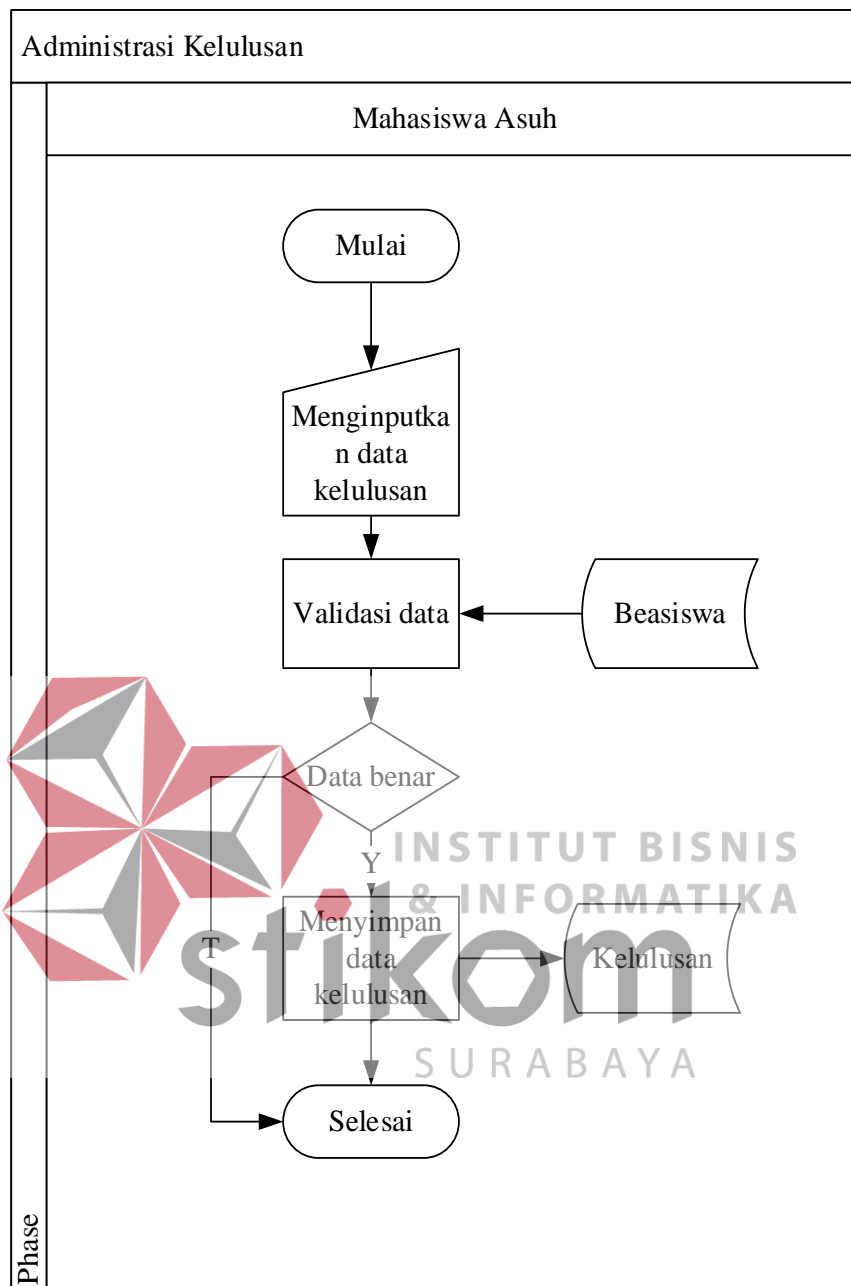 Administrasi Kelulusan
Mahasiswa Asuh
Mulai
Menginputka
n data
kelulusan
Validasi data
Beasiswa
Data benar
Y
INSTITUT BISNIS
& INFORMATIKA
Menyimpan
data
kelulusan
Kelulusan
T
stikom
SURABAYA
Selesai
Phase